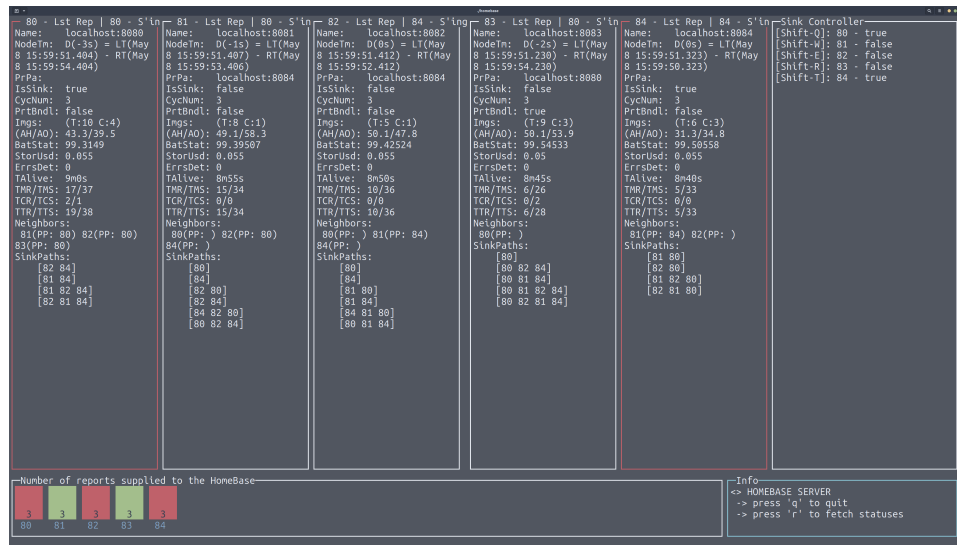 /homebase
80 - Lst Rep | 80 - S'in
Name:    localhost:8080
NodeTm:  D(-3s) = LT(May
8 15:59:51.404) - RT(May
8 15:59:54.404)
PrPa:
IsSink:  true
CycNum:  3
PrtBndl: false
Imgs:    (T:10 C:4)
(AH/AO): 43.3/39.5
BatStat: 99.3149
StorUsd: 0.055
ErrsDet: 0
TAlive:  9m0s
TMR/TMS: 17/37
TCR/TCS: 2/1
TTR/TTS: 19/38
Neighbors:
81(PP: 80) 82(PP: 80)
83(PP: 80)
SinkPaths:
[82 84]
[81 84]
[81 82 84]
[82 81 84]
81 - Lst Rep | 80 - S'in
Name:    localhost:8081
NodeTm:  D(-1s) = LT(May
8 15:59:51.407) - RT(May
8 15:59:53.406)
PrPa:    localhost:8084
IsSink:  false
CycNum:  3
PrtBndl: false
Imgs:    (T:8 C:1)
(AH/AO): 49.1/58.3
BatStat: 99.39507
StorUsd: 0.055
ErrsDet: 0
TAlive:  8m55s
TMR/TMS: 15/34
TCR/TCS: 0/0
TTR/TTS: 15/34
Neighbors:
80(PP: ) 82(PP: 80)
84(PP: )
SinkPaths:
[80]
[84]
[82 80]
[82 84]
[84 82 80]
[80 82 84]
82 - Lst Rep | 84 - S'ing
Name:    localhost:8082
NodeTm:  D(0s) = LT(May
8 15:59:51.412) - RT(May
8 15:59:52.412)
PrPa:    localhost:8084
IsSink:  false
CycNum:  3
PrtBndl: false
Imgs:    (T:5 C:1)
(AH/AO): 50.1/47.8
BatStat: 99.42524
StorUsd: 0.055
ErrsDet: 0
TAlive:  8m50s
TMR/TMS: 10/36
TCR/TCS: 0/0
TTR/TTS: 10/36
Neighbors:
80(PP: ) 81(PP: 84)
84(PP: )
SinkPaths:
[80]
[84]
[81 80]
[81 84]
[84 81 80]
[80 81 84]
83 - Lst Rep | 80 - S'in
Name:    localhost:8083
NodeTm:  D(-2s) = LT(May
8 15:59:51.230) - RT(May
8 15:59:54.230)
PrPa:    localhost:8080
IsSink:  false
CycNum:  3
PrtBndl: true
Imgs:    (T:9 C:3)
(AH/AO): 50.1/53.9
BatStat: 99.54533
StorUsd: 0.05
ErrsDet: 0
TAlive:  8m45s
TMR/TMS: 6/26
TCR/TCS: 0/2
TTR/TTS: 6/28
Neighbors:
80(PP: )
SinkPaths:
[80]
[80 82 84]
[80 81 84]
[80 81 82 84]
[80 82 81 84]
84 - Lst Rep | 84 - S'in
Name:    localhost:8084
NodeTm:  D(0s) = LT(May
8 15:59:51.323) - RT(May
8 15:59:50.323)
PrPa:
IsSink:  true
CycNum:  3
PrtBndl: false
Imgs:    (T:6 C:3)
(AH/AO): 31.3/34.8
BatStat: 99.50558
StorUsd: 0.055
ErrsDet: 0
TAlive:  8m40s
TMR/TMS: 5/33
TCR/TCS: 0/0
TTR/TTS: 5/33
Neighbors:
81(PP: 84) 82(PP: )
SinkPaths:
[81 80]
[82 80]
[81 82 80]
[82 81 80]
Sink Controller
[Shift-Q]: 80 - true
[Shift-W]: 81 - false
[Shift-E]: 82 - false
[Shift-R]: 83 - false
[Shift-T]: 84 - true
Number of reports supplied to the HomeBase
3 3 3 3 3
80 81 82 83 84
Info
<> HOMEBASE SERVER
-> press 'q' to quit
-> press 'r' to fetch statuses